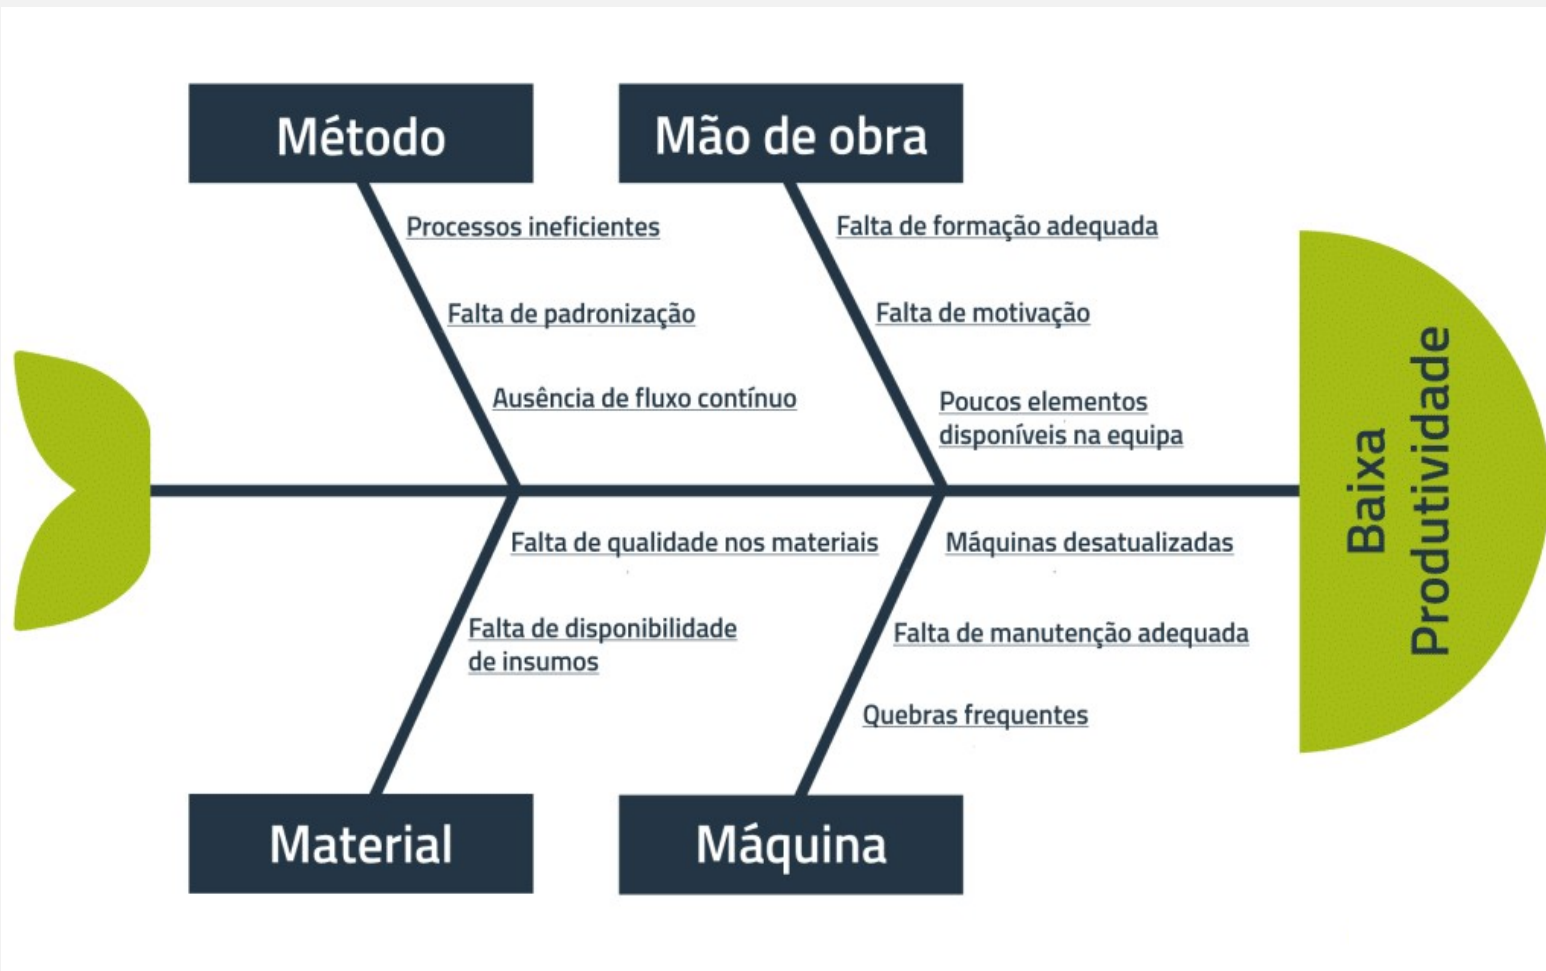 Método
Mão de obra
Processos ineficientes
Falta de padronização
Ausência de fluxo contínuo
Falta de formação adequada
Falta de motivação
Poucos elementos
disponíveis na equipa
Falta de qualidade nos materiais
Falta de disponibilidade
de insumos
Máquinas desatualizadas
Falta de manutenção adequada
Quebras frequentes
Material
Máquina
Baixa
Produtividade